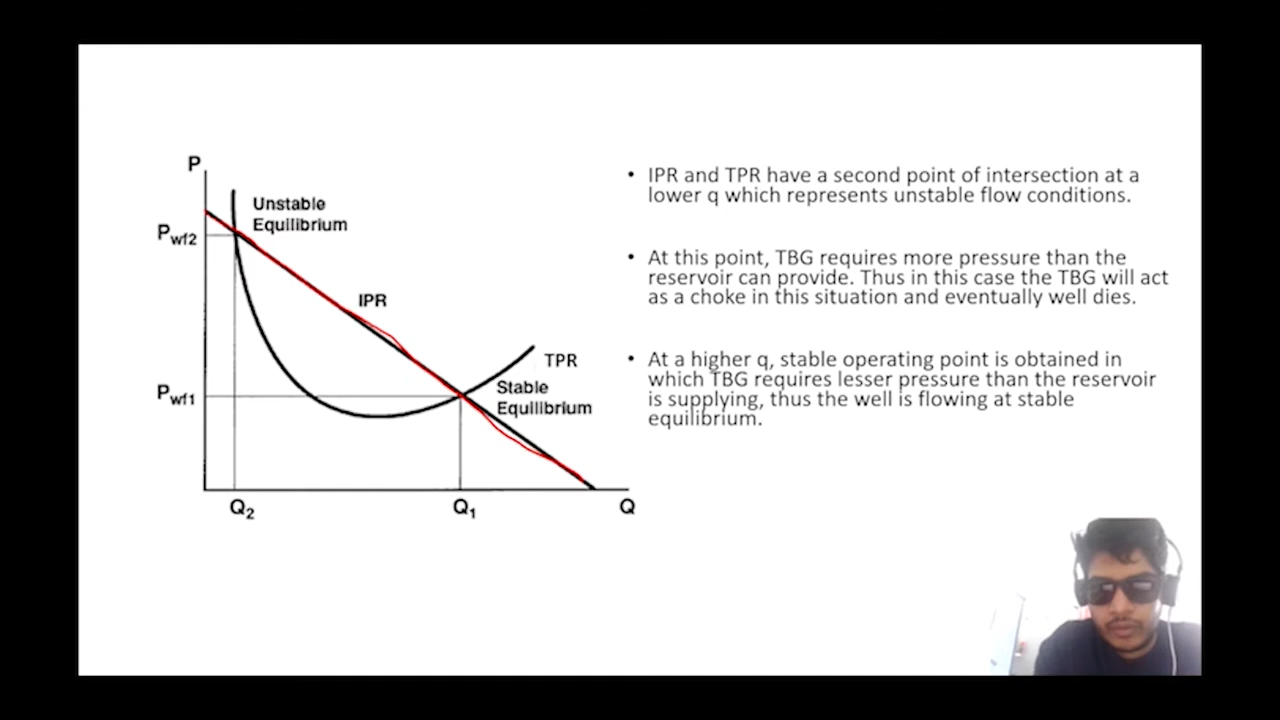 P
Unstable
Equilibrium
Pwf2
IPR
TPR
Pwf1
Stable
Equilibrium
Q2
Q1
Q
• IPR and TPR have a second point of intersection at a
lower q which represents unstable flow conditions.
• At this point, TBG requires more pressure than the
reservoir can provide. Thus in this case the TBG will act
as a choke in this situation and eventually well dies.
• At a higher q, stable operating point is obtained in
which TBG requires lesser pressure than the reservoir
is supplying, thus the well is flowing at stable
equilibrium.